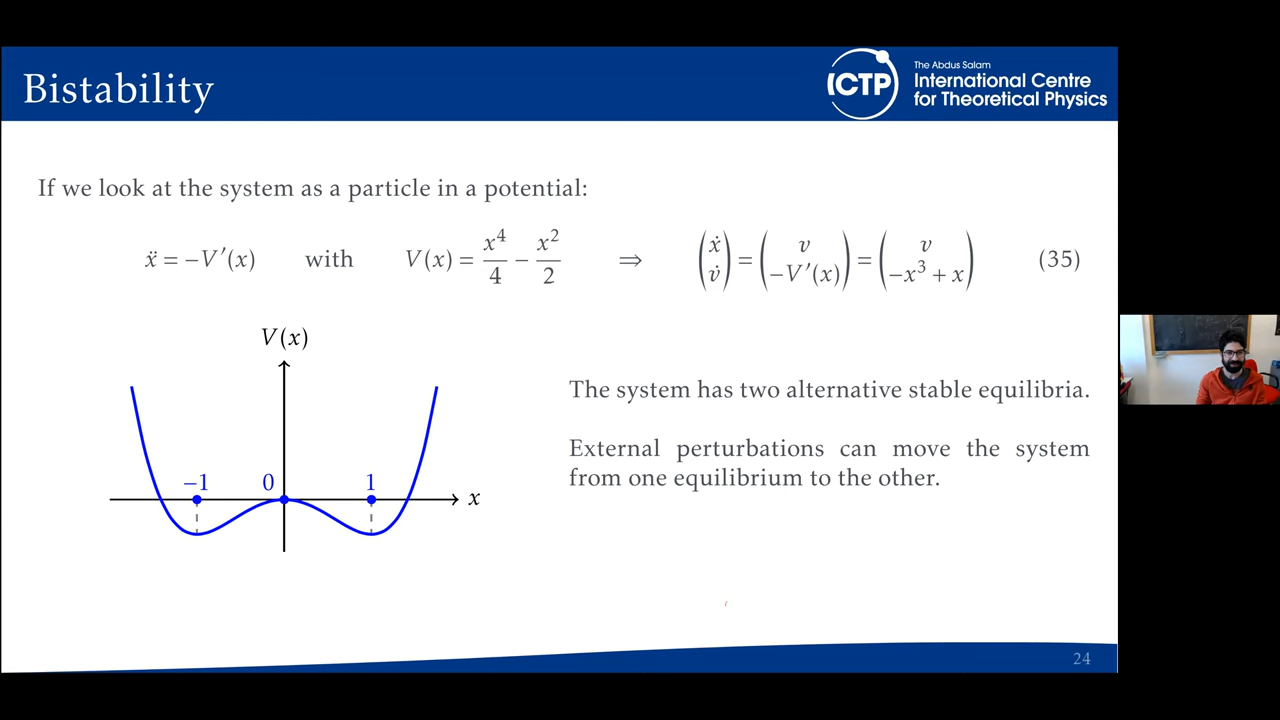 Bistability
ICTP
The Abdus Salam
International Centre
for Theoretical Physics
If we look at the system as a particle in a potential:
ẍ = −V′(x) with V(x) = x⁴/4 − x²/2 ⇒ (ẋ v̇) = (v −V′(x)) = (v −x³ + x) (35)
V(x)
−1 0 1
x
The system has two alternative stable equilibria.
External perturbations can move the system
from one equilibrium to the other.
24